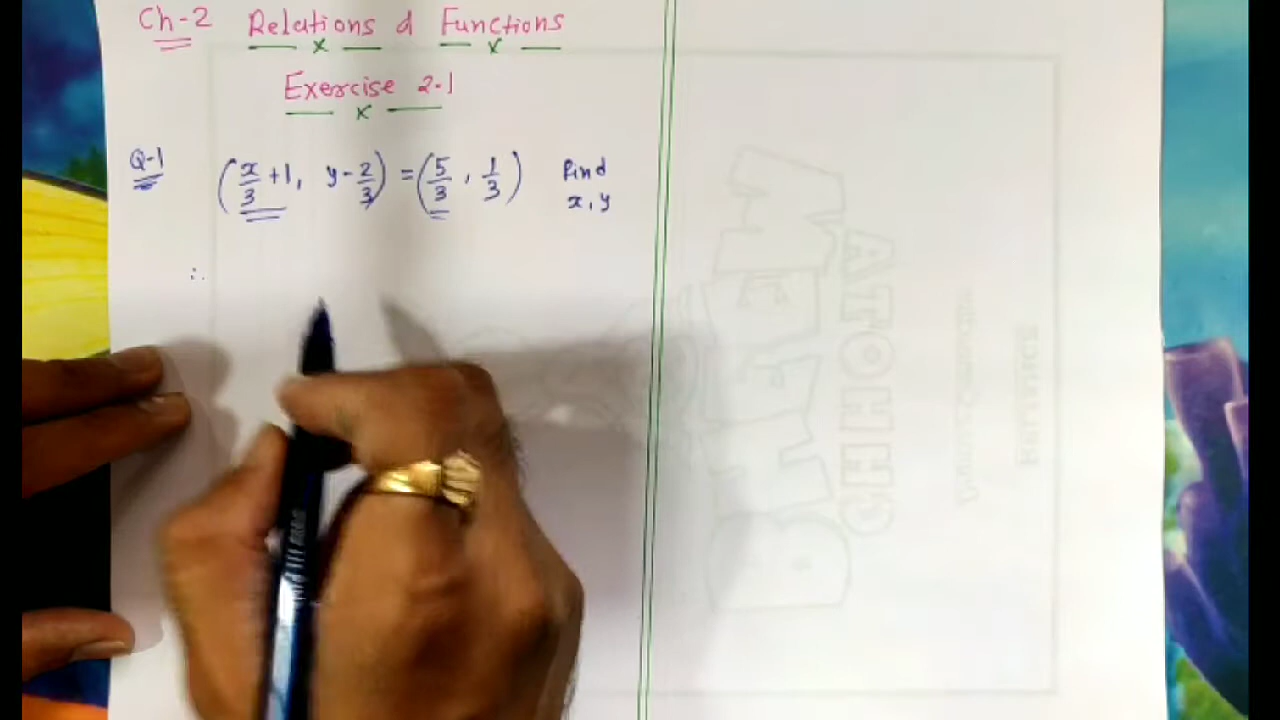 Ch-2 Relations & Functions
Exercise 2.1
Q-1 (x/3 + 1, y - 2/3) = (5/3, 1/3) Find
x, y
∴